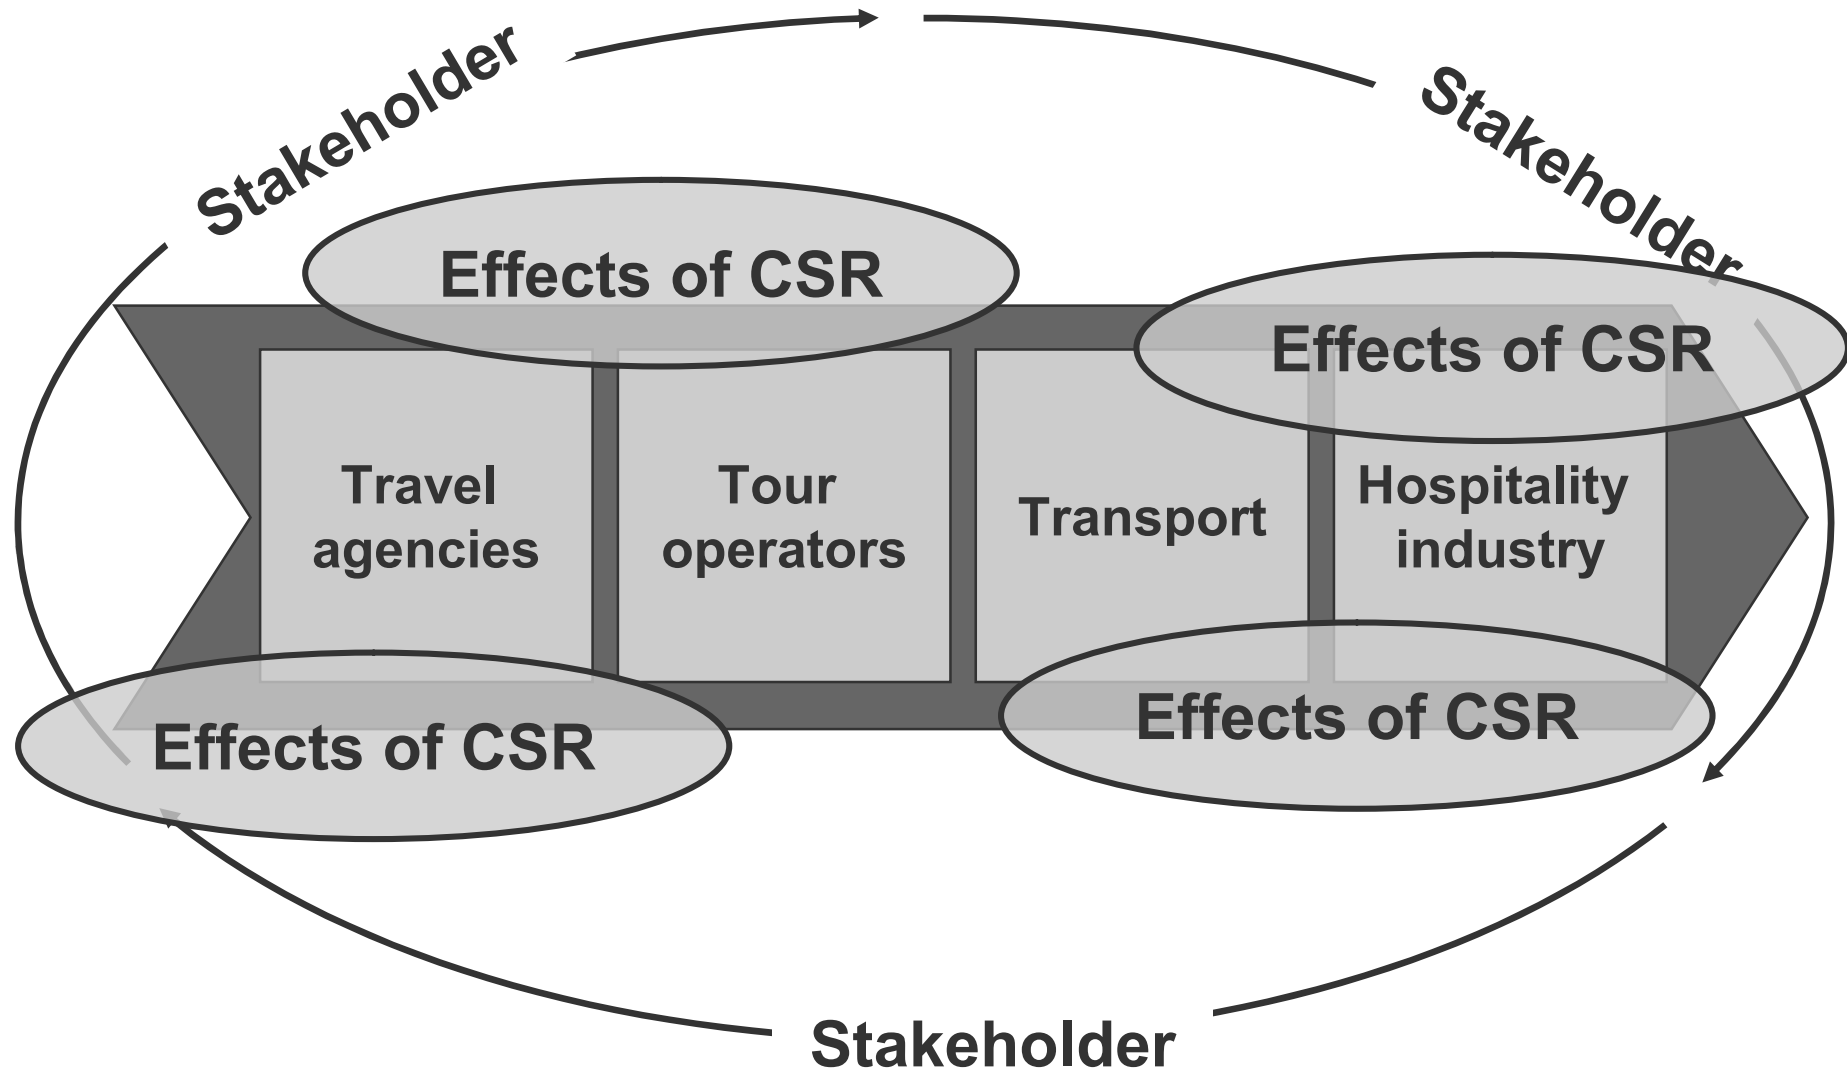 Stakeholder
Stakeholder
Effects of CSR
Effects of CSR
Travel
agencies
Tour
operators
Transport
Hospitality
industry
Effects of CSR
Effects of CSR
Stakeholder